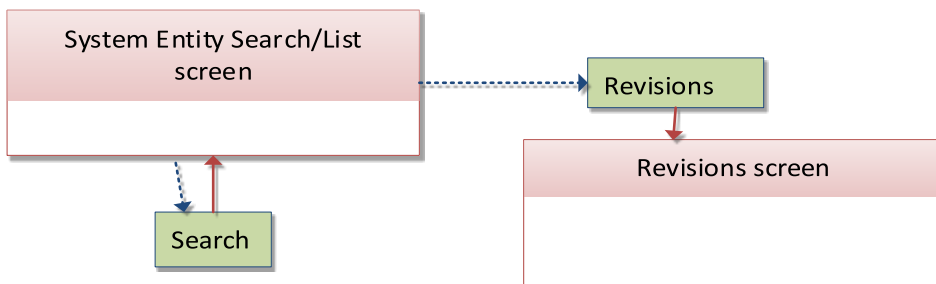 System Entity Search/List
screen
Revisions
Revisions screen
Search